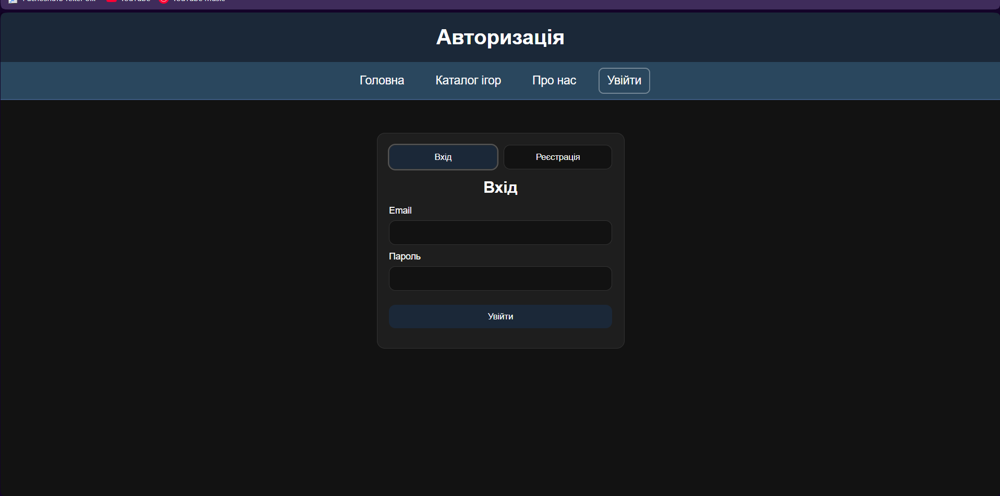 Авторизація
Головна Каталог ігор Про нас Увійти
Вхід Реєстрація
Вхід
Email
Пароль
Увійти